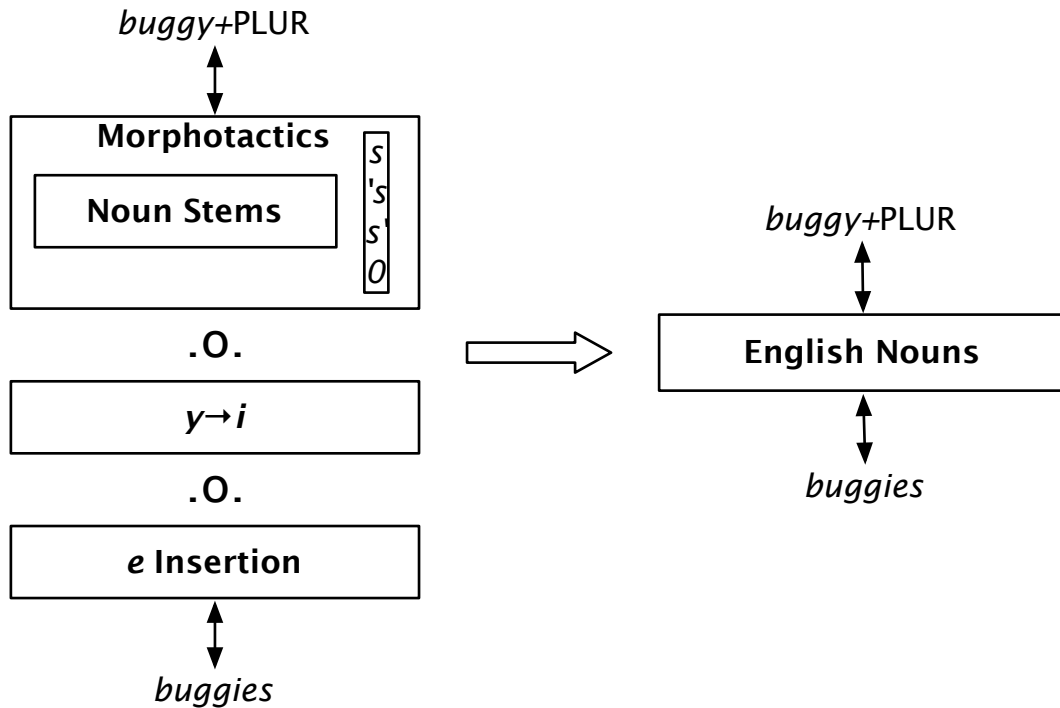 buggy+PLUR
Morphotactics
Noun Stems
s
's
s'
0
.O.
y→i
.O.
e Insertion
buggies
buggy+PLUR
English Nouns
buggies